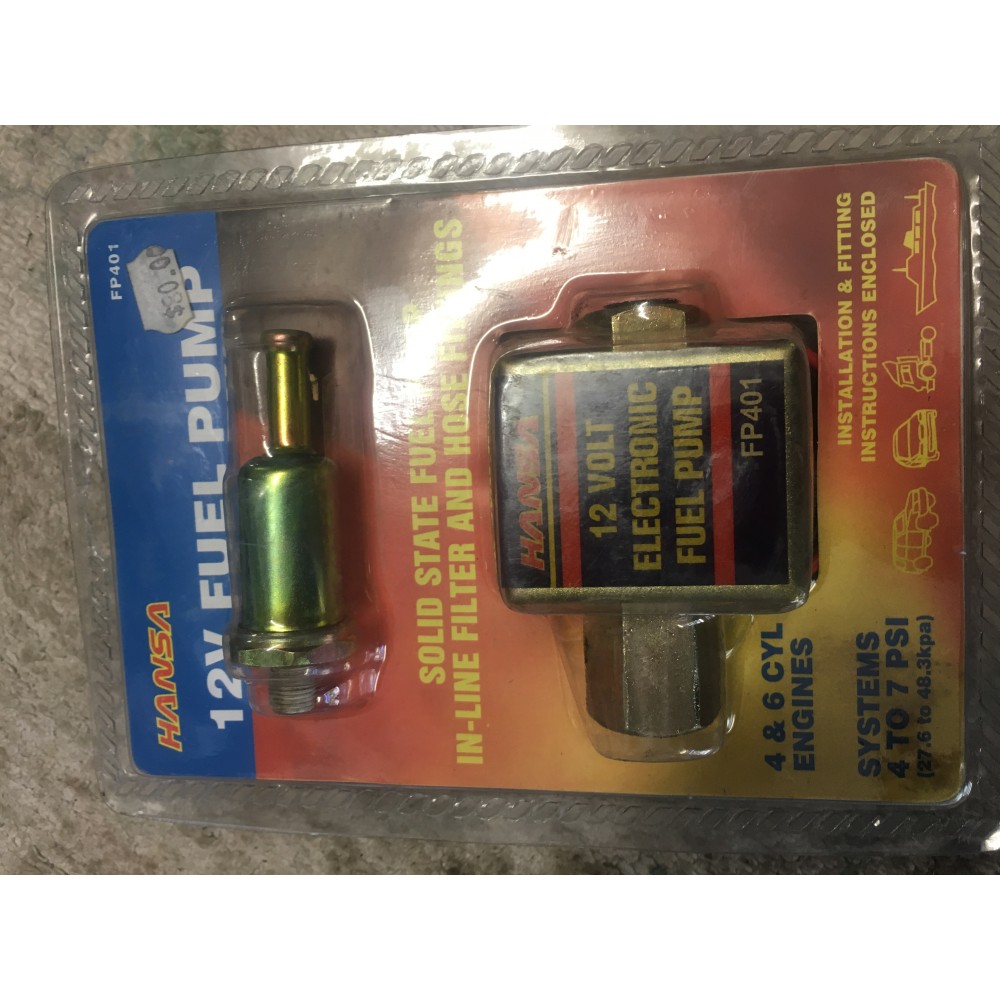 HANSA
12V FUEL PUMP
FP401
$80.0
SOLID STATE FUEL
IN-LINE FILTER AND HOSE FITTINGS
HANSA
12 VOLT
ELECTRONIC
FUEL PUMP
FP401
4 & 6 CYL
ENGINES
SYSTEMS
4 TO 7 PSI
(27.6 to 48.3kpa)
INSTALLATION & FITTING
INSTRUCTIONS ENCLOSED